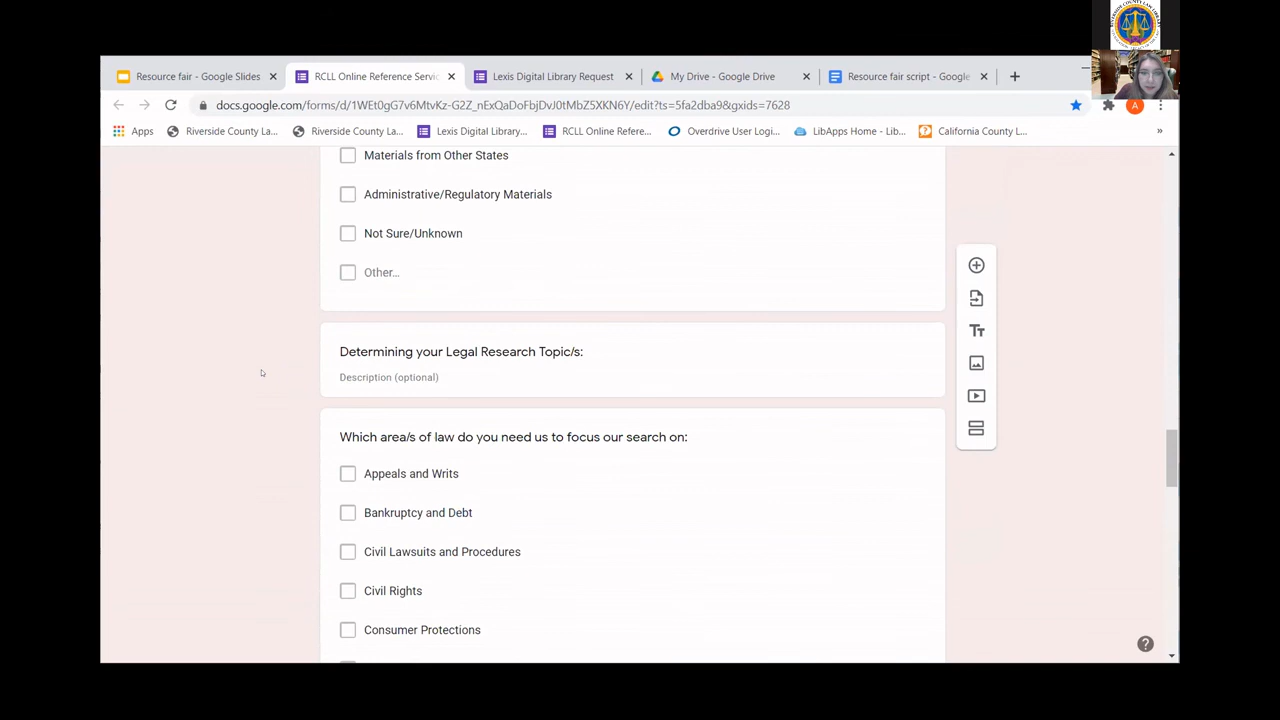 Resource fair - Google Slides
RCLL Online Reference Servic
Lexis Digital Library Request
My Drive - Google Drive
Resource fair script - Google
docs.google.com/forms/d/1WEt0gG7v6MtvKz-G2Z_nExQaDoFbjDvJ0tMbZ5XKN6Y/edit?ts=5fa2dba9&gxids=7628
A
Apps
Riverside County La...
Riverside County La...
Lexis Digital Library...
RCLL Online Refere...
Overdrive User Logi...
LibApps Home - Lib...
California County L...
»
Materials from Other States
Administrative/Regulatory Materials
Not Sure/Unknown
Other...
Determining your Legal Research Topic/s:
Description (optional)
Which area/s of law do you need us to focus our search on:
Appeals and Writs
Bankruptcy and Debt
Civil Lawsuits and Procedures
Civil Rights
Consumer Protections